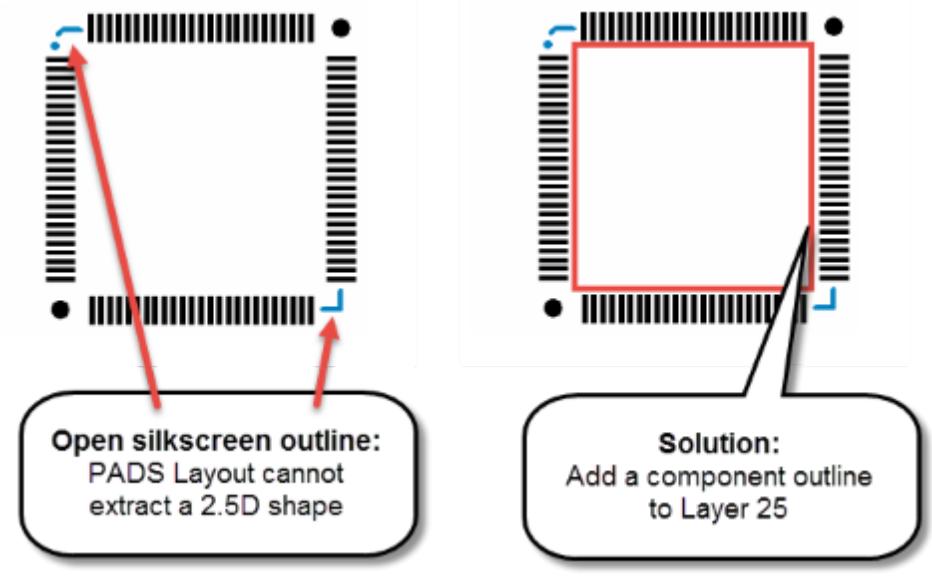 Open silkscreen outline:
PADS Layout cannot
extract a 2.5D shape
Solution:
Add a component outline
to Layer 25